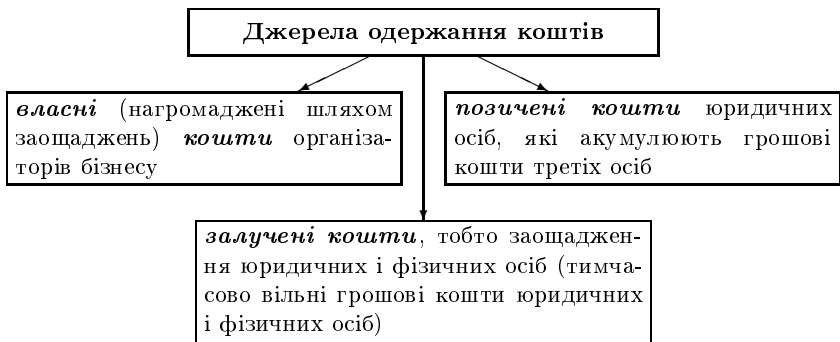 Джерела одержання коштів
власні (нагромаджені шляхом
заощаджень) кошти організа-
торів бізнесу
позичені кошти юридичних
осіб, які акумулюють грошові
кошти третіх осіб
залучені кошти, тобто заощаджен-
ня юридичних і фізичних осіб (тимча-
сово вільні грошові кошти юридичних
і фізичних осіб)